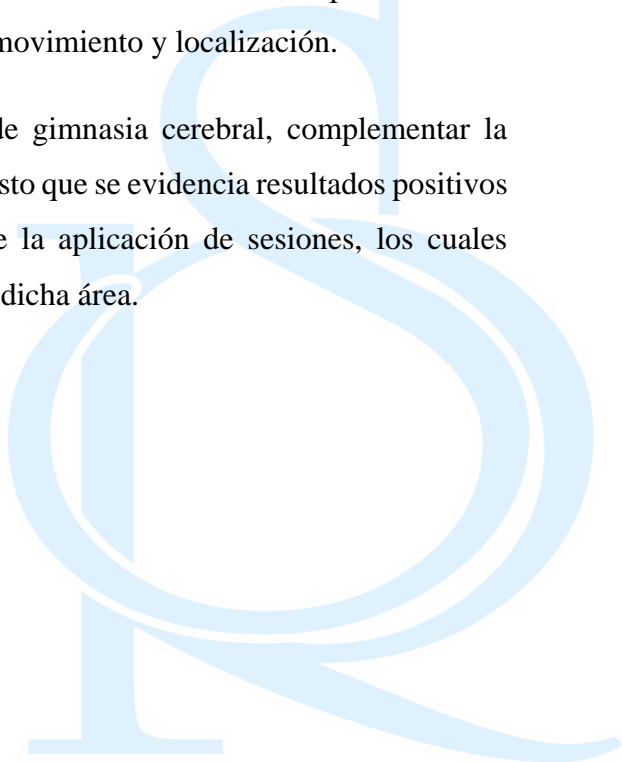 movimiento y localización.
de gimnasia cerebral, complementar la
sto que se evidencia resultados positivos
e la aplicación de sesiones, los cuales
dicha área.